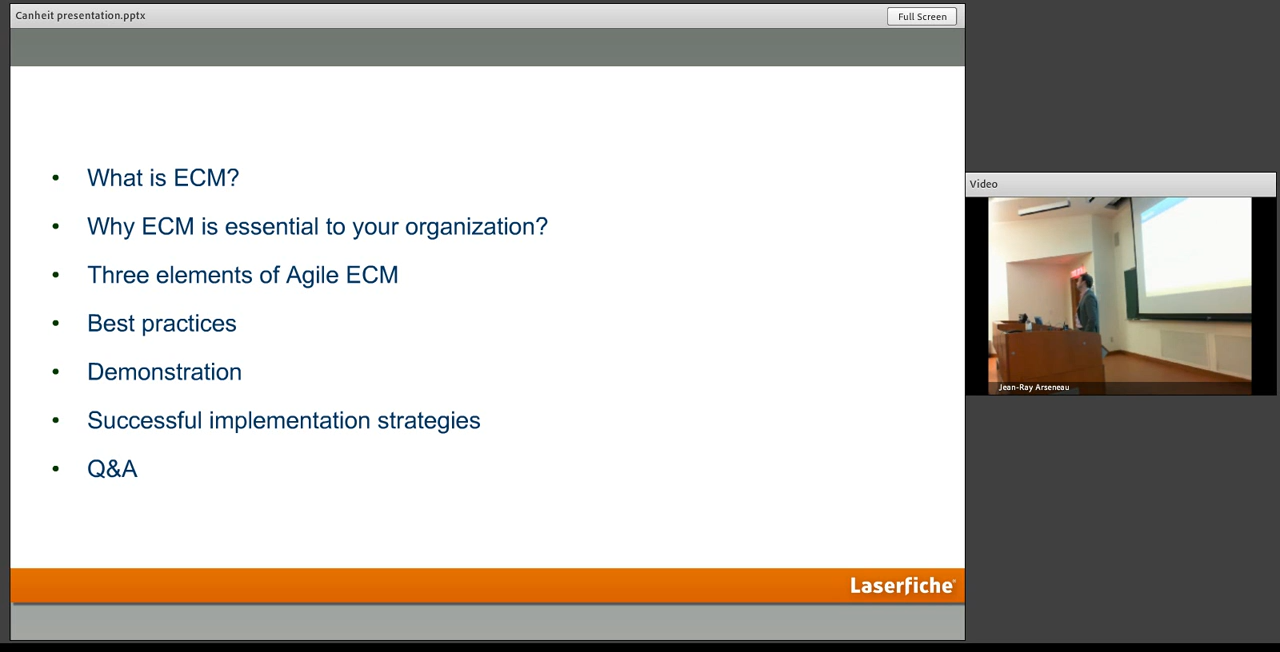 Canheit presentation.pptx
Full Screen
• What is ECM?
• Why ECM is essential to your organization?
• Three elements of Agile ECM
• Best practices
• Demonstration
• Successful implementation strategies
• Q&A
Laserfiche®
Video
Jean-Ray Arseneau